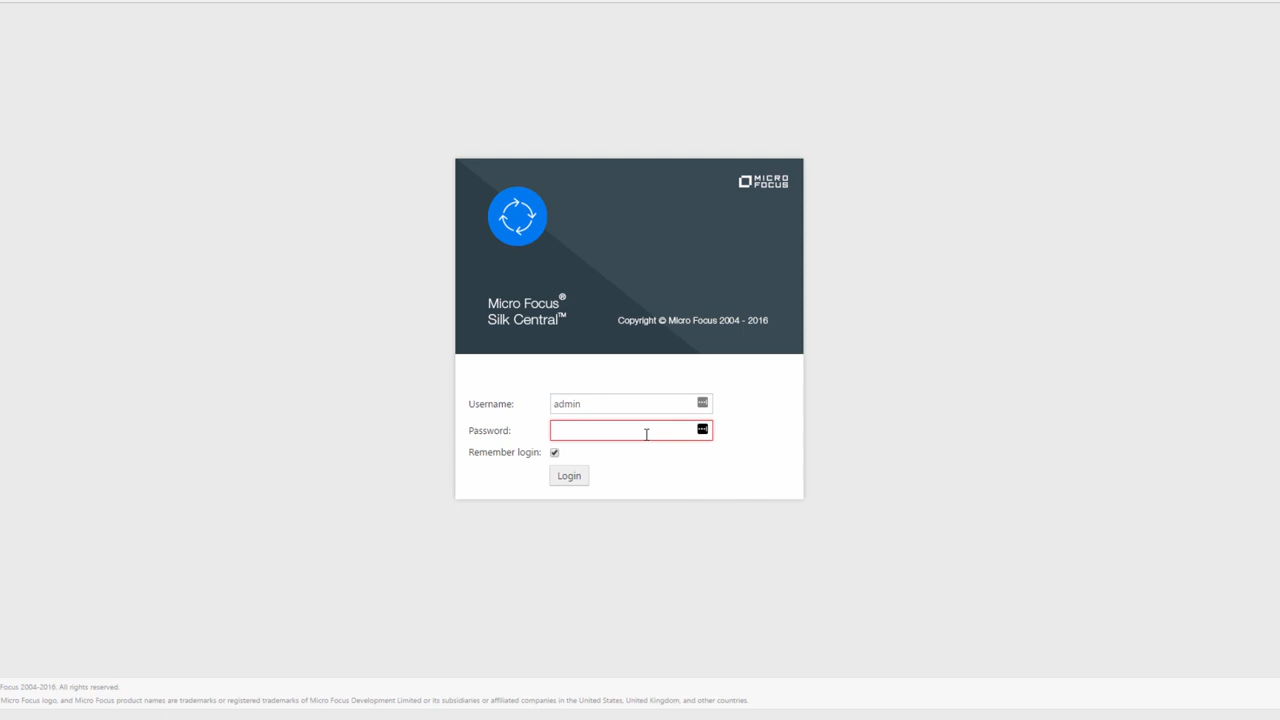 MICRO
FOCUS
Micro Focus®
Silk Central™
Copyright © Micro Focus 2004 - 2016
Username: admin
Password:
Remember login:
Login
Focus 2004-2016. All rights reserved.
Micro Focus logo, and Micro Focus product names are trademarks or registered trademarks of Micro Focus Development Limited or its subsidiaries or affiliated companies in the United States, United Kingdom, and other countries.